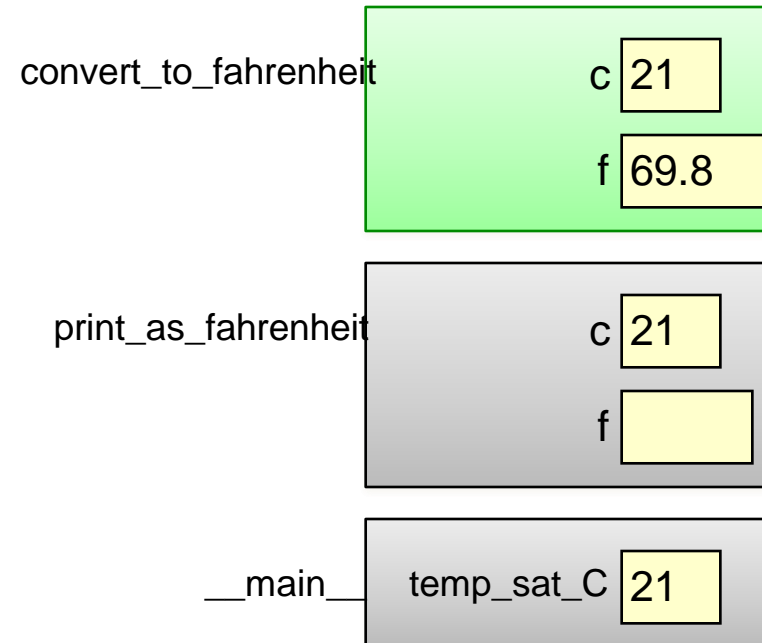 convert_to_fahrenheit c 21
f 69.8
print_as_fahrenheit c 21
f
__main__ temp_sat_C 21